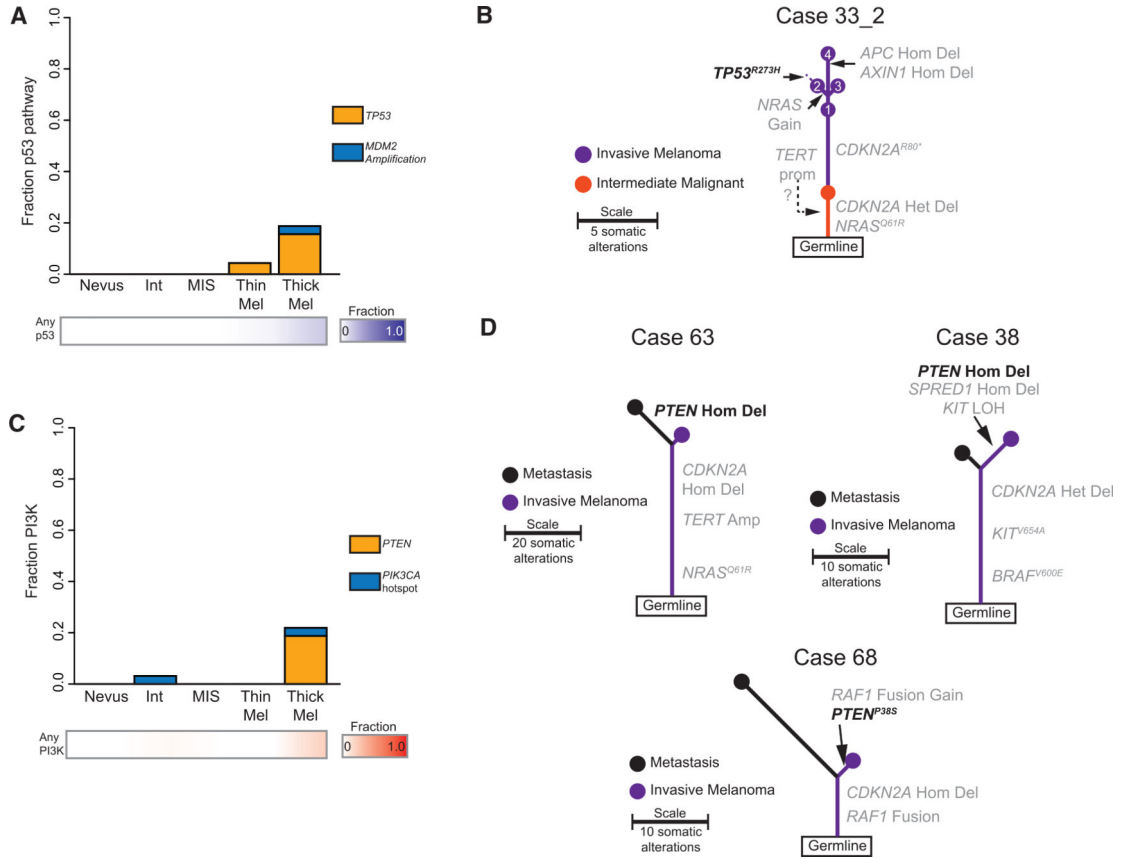 A
Fraction p53 pathway
1.0
0.8
0.6
0.4
0.2
0.0
TP53
MDM2
Amplification
Nevus Int MIS Thin Mel Thick Mel
Any p53
Fraction
0 1.0
B
Case 33_2
4
APC Hom Del
AXIN1 Hom Del
TP53R273H
2 3
NRAS
Gain
1
Invasive Melanoma
Intermediate Malignant
Scale
5 somatic
alterations
TERT
prom
?
CDKN2AR80*
CDKN2A Het Del
NRASQ61R
Germline
C
Fraction PI3K
1.0
0.8
0.6
0.4
0.2
0.0
PTEN
PIK3CA
hotspot
Nevus Int MIS Thin Mel Thick Mel
Any PI3K
Fraction
0 1.0
D
Case 63
PTEN Hom Del
Metastasis
Invasive Melanoma
Scale
20 somatic
alterations
CDKN2A
Hom Del
TERT Amp
NRASQ61R
Germline
Case 38
PTEN Hom Del
SPRED1 Hom Del
KIT LOH
Metastasis
Invasive Melanoma
Scale
10 somatic
alterations
CDKN2A Het Del
KITV654A
BRAFV600E
Germline
Case 68
RAF1 Fusion Gain
PTENP38S
Metastasis
Invasive Melanoma
Scale
10 somatic
alterations
CDKN2A Hom Del
RAF1 Fusion
Germline